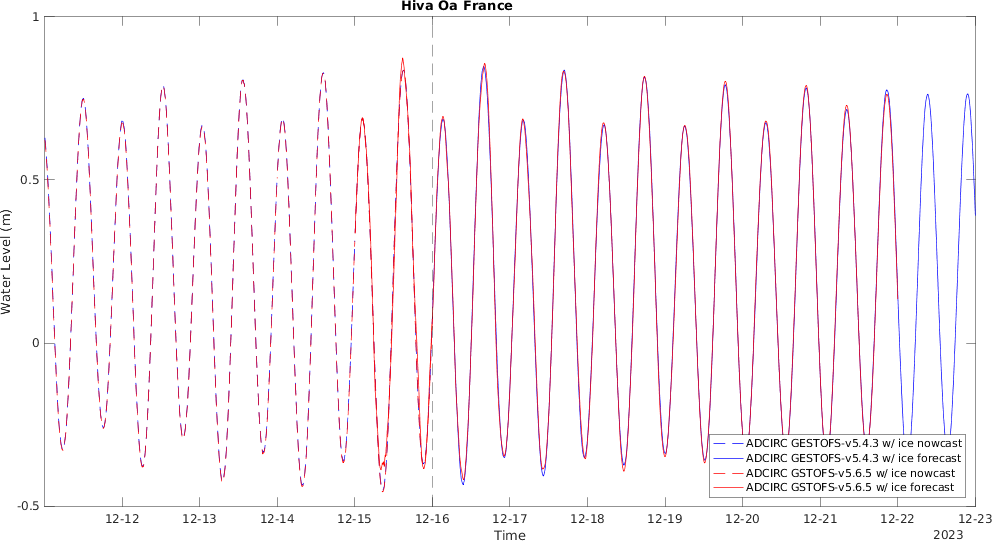 Hiva Oa France
1
0.5
0
-0.5
Water Level (m)
ADCIRC GESTOFS-v5.4.3 w/ ice nowcast
ADCIRC GESTOFS-v5.4.3 w/ ice forecast
ADCIRC GSTOFS-v5.6.5 w/ ice nowcast
ADCIRC GSTOFS-v5.6.5 w/ ice forecast
12-12 12-13 12-14 12-15 12-16 12-17 12-18 12-19 12-20 12-21 12-22 12-23
Time 2023